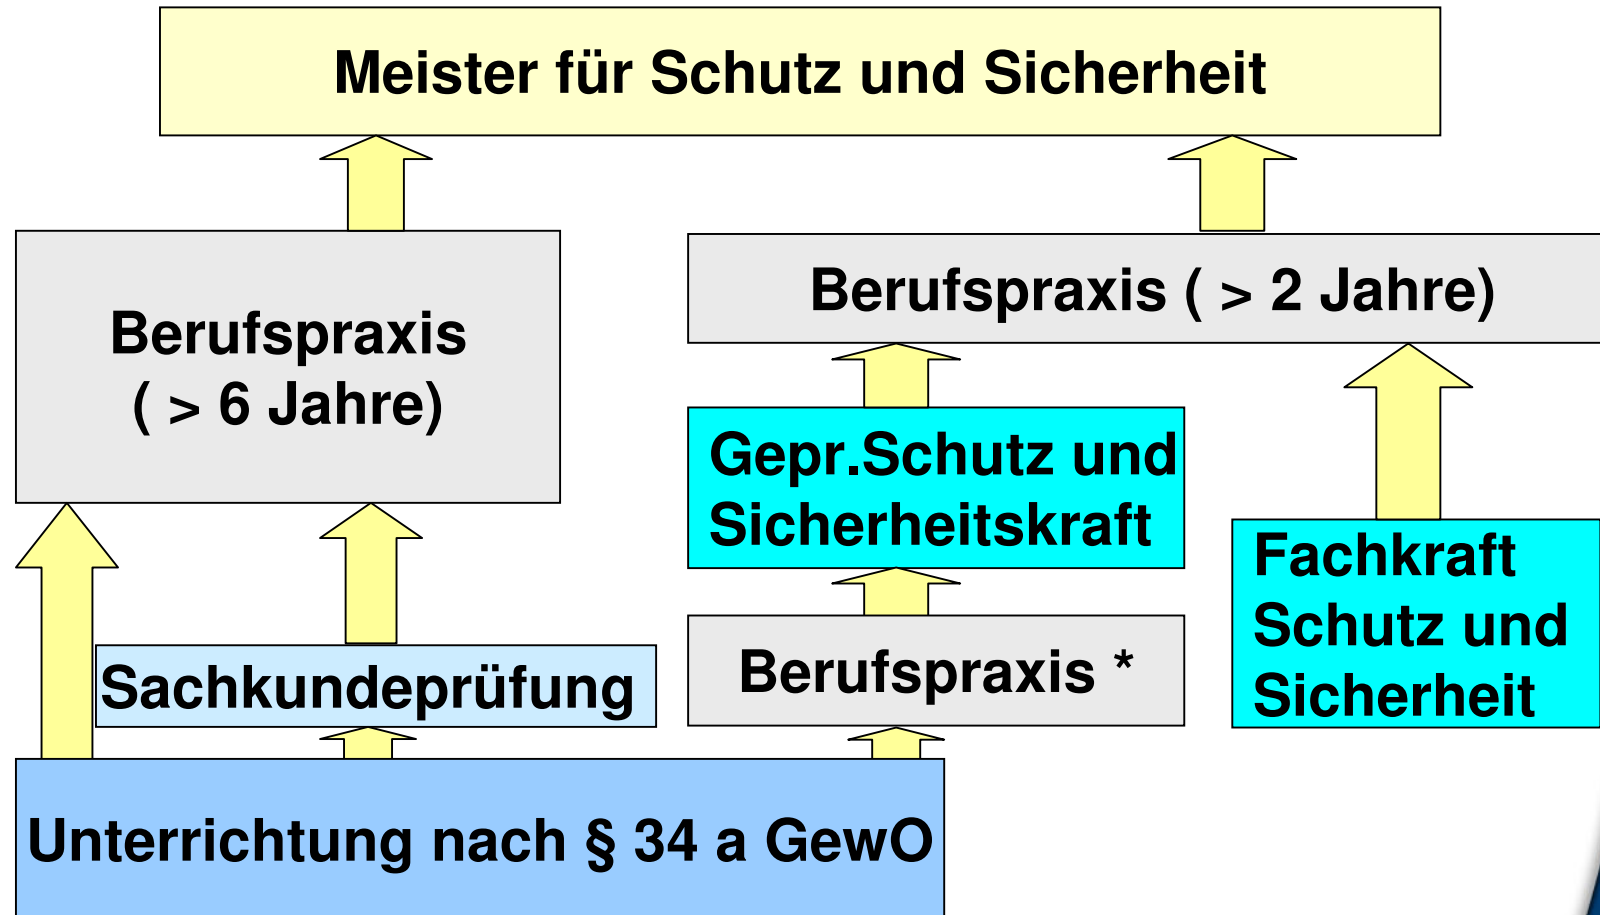 Meister für Schutz und Sicherheit
Berufspraxis
( > 6 Jahre)
Berufspraxis ( > 2 Jahre)
Gepr.Schutz und
Sicherheitskraft
Fachkraft
Schutz und
Sicherheit
Sachkundeprüfung
Berufspraxis *
Unterrichtung nach § 34 a GewO